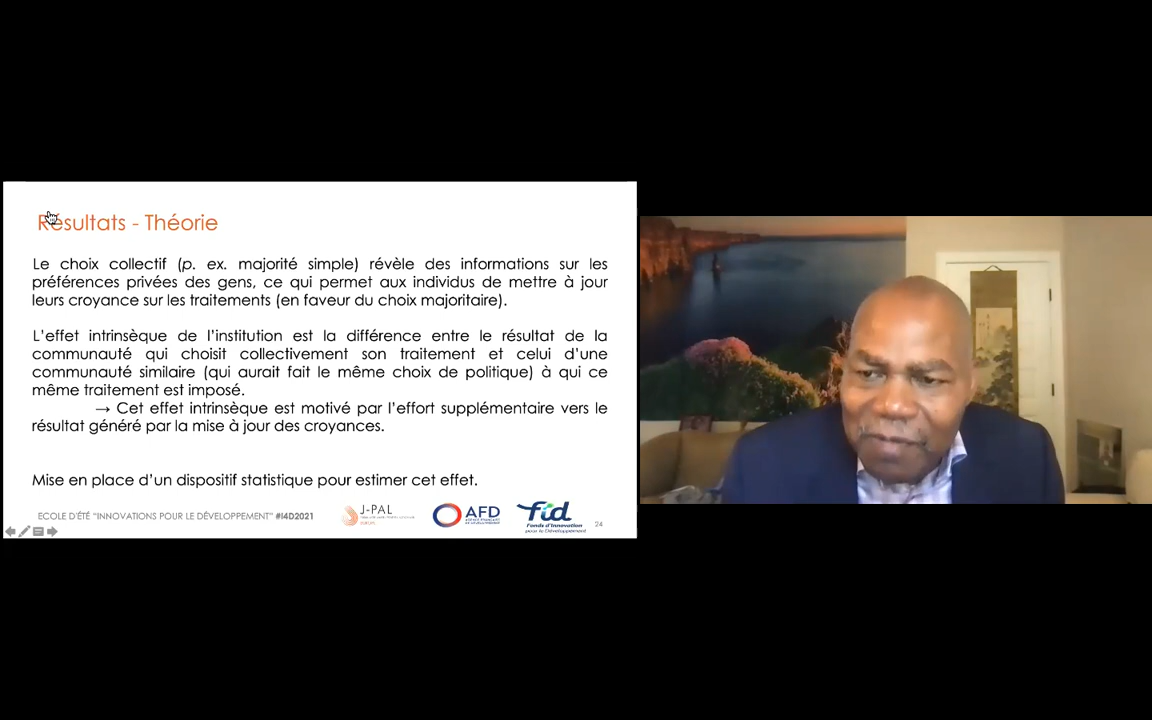 Résultats - Théorie
Le choix collectif (p. ex. majorité simple) révèle des informations sur les
préférences privées des gens, ce qui permet aux individus de mettre à jour
leurs croyance sur les traitements (en faveur du choix majoritaire).
L'effet intrinsèque de l'institution est la différence entre le résultat de la
communauté qui choisit collectivement son traitement et celui d'une
communauté similaire (qui aurait fait le même choix de politique) à qui ce
même traitement est imposé.
→ Cet effet intrinsèque est motivé par l'effort supplémentaire vers le
résultat généré par la mise à jour des croyances.
Mise en place d'un dispositif statistique pour estimer cet effet.
ECOLE D'ÉTÉ "INNOVATIONS POUR LE DÉVELOPPEMENT" #I4D2021
J-PAL
EUROPE
AFD
fid
Fonds d'Innovation
pour le Développement
24